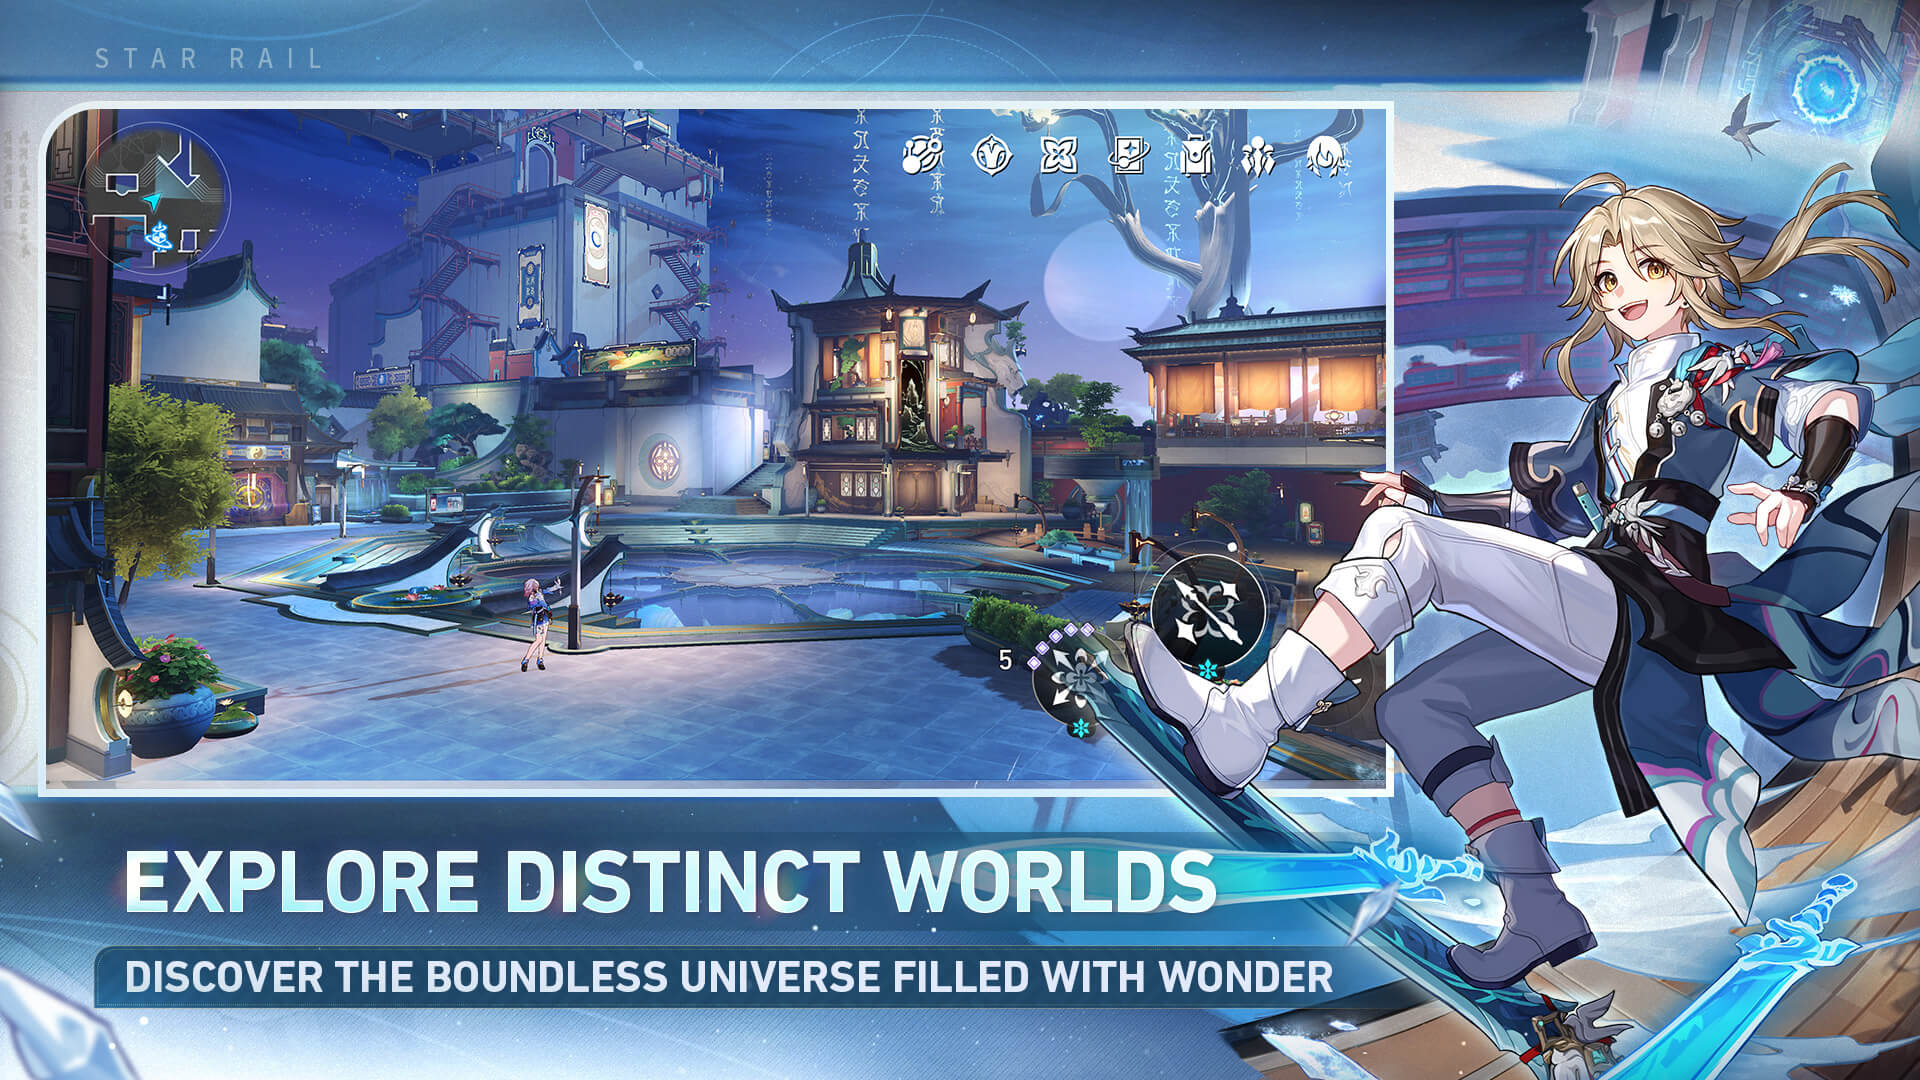 STAR RAIL
5
EXPLORE DISTINCT WORLDS
DISCOVER THE BOUNDLESS UNIVERSE FILLED WITH WONDER